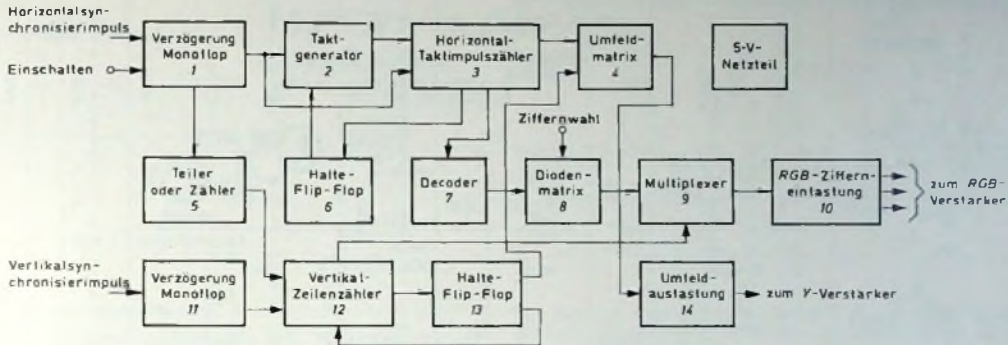 Horizontalsyn-
chronisierimpuls
Einschalten
Verzögerung
Monoflop
1
Takt-
generator
2
Horizontal-
Taktimpulszähler
3
Umfeld-
matrix
4
5-V-
Netzteil
Ziffernwahl
Teiler
oder Zähler
5
Halte-
Flip-Flop
6
Decoder
7
Dioden-
matrix
8
Multiplexer
9
RGB-Ziffern-
eintastung
10
zum RGB-
Verstärker
Vertikalsyn-
chronisierimpuls
Verzögerung
Monoflop
11
Vertikal-
Zeilenzähler
12
Halte-
Flip-Flop
13
Umfeld-
austastung
14
zum Y-Verstärker